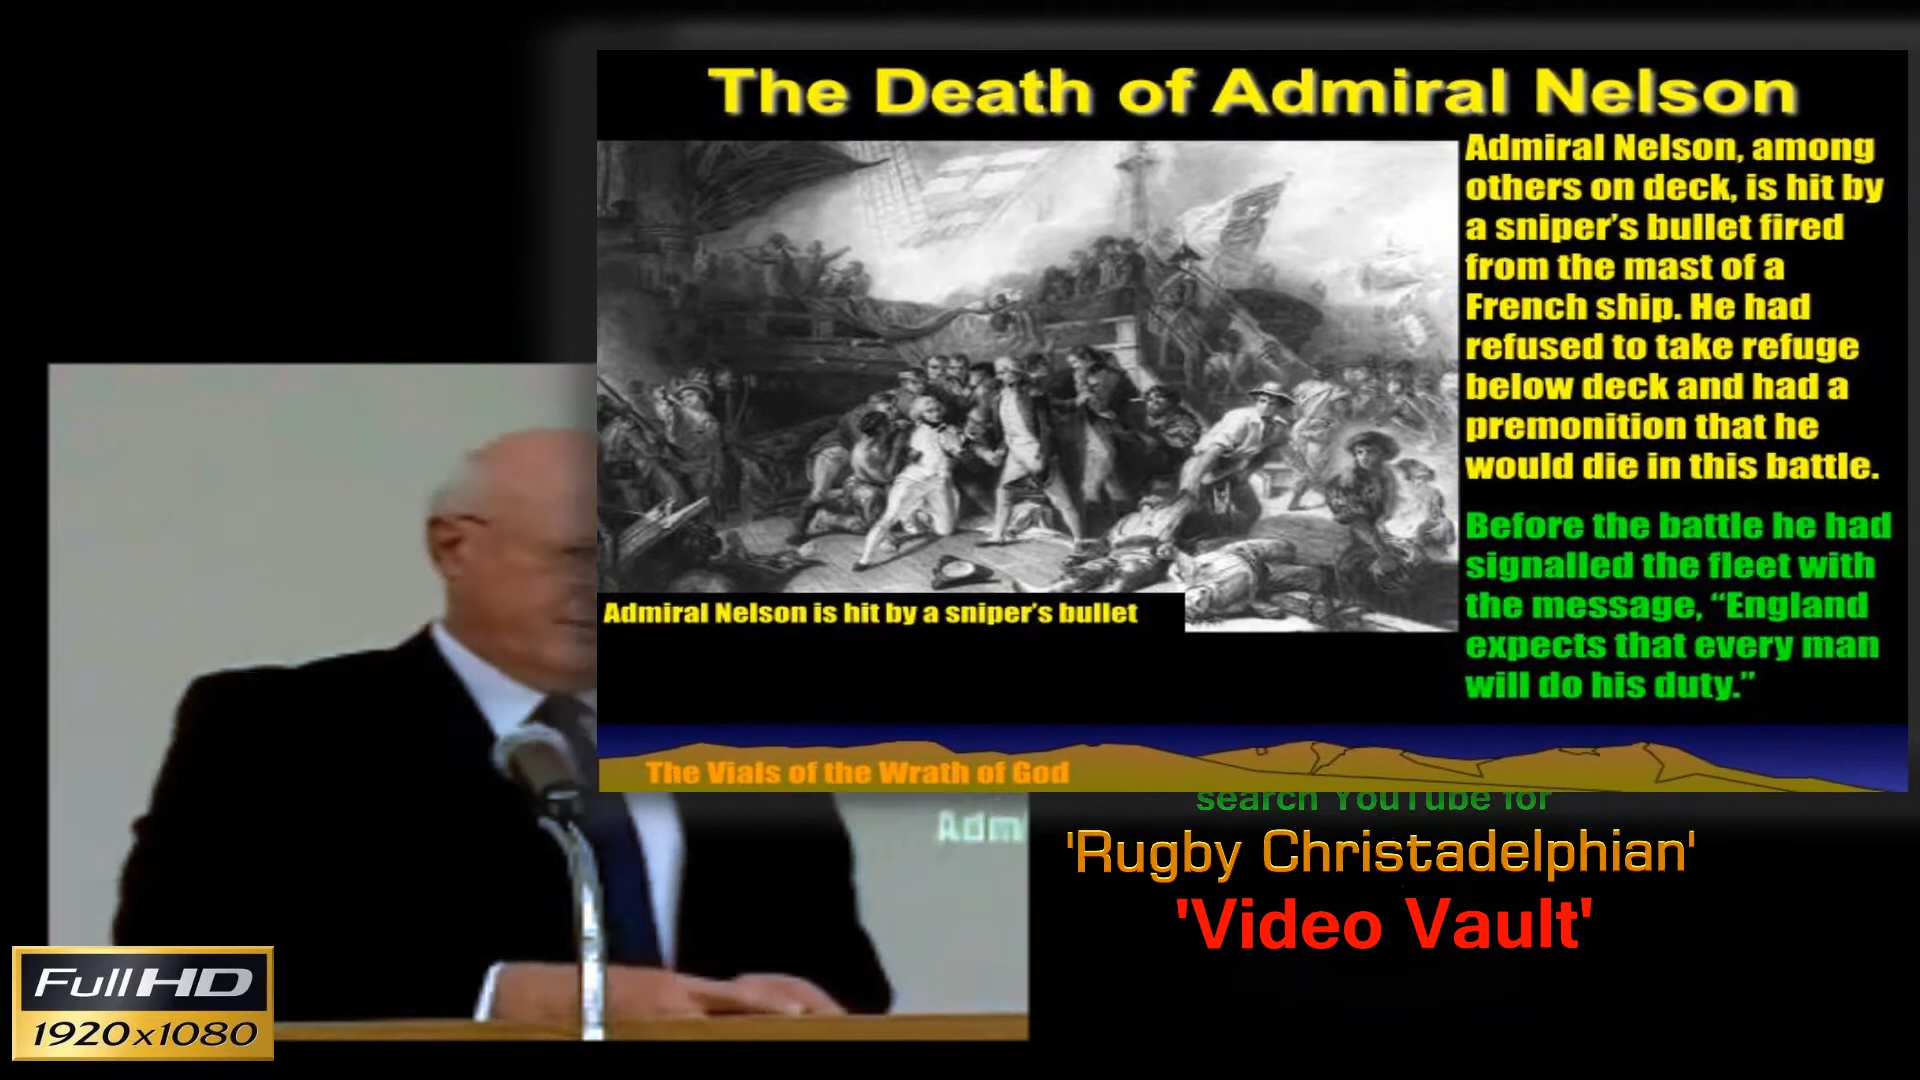 The Death of Admiral Nelson
Admiral Nelson, among
others on deck, is hit by
a sniper's bullet fired
from the mast of a
French ship. He had
refused to take refuge
below deck and had a
premonition that he
would die in this battle.
Before the battle he had
signalled the fleet with
the message, “England
expects that every man
will do his duty.”
Admiral Nelson is hit by a sniper's bullet
The Vials of the Wrath of God
search YouTube for
Adm
'Rugby Christadelphian'
'Video Vault'
Full HD
1920x1080